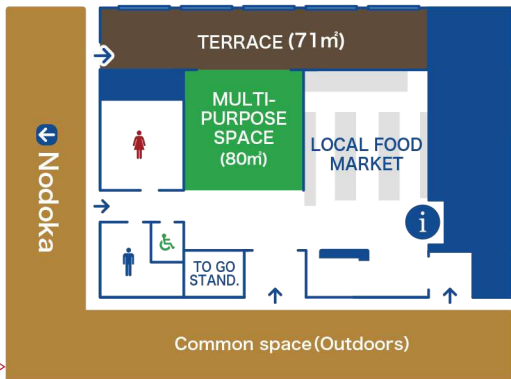 TERRACE (71㎡)
MULTI-
PURPOSE
SPACE
(80㎡)
LOCAL FOOD
MARKET
Nodoka
i
TO GO
STAND.
Common space (Outdoors)